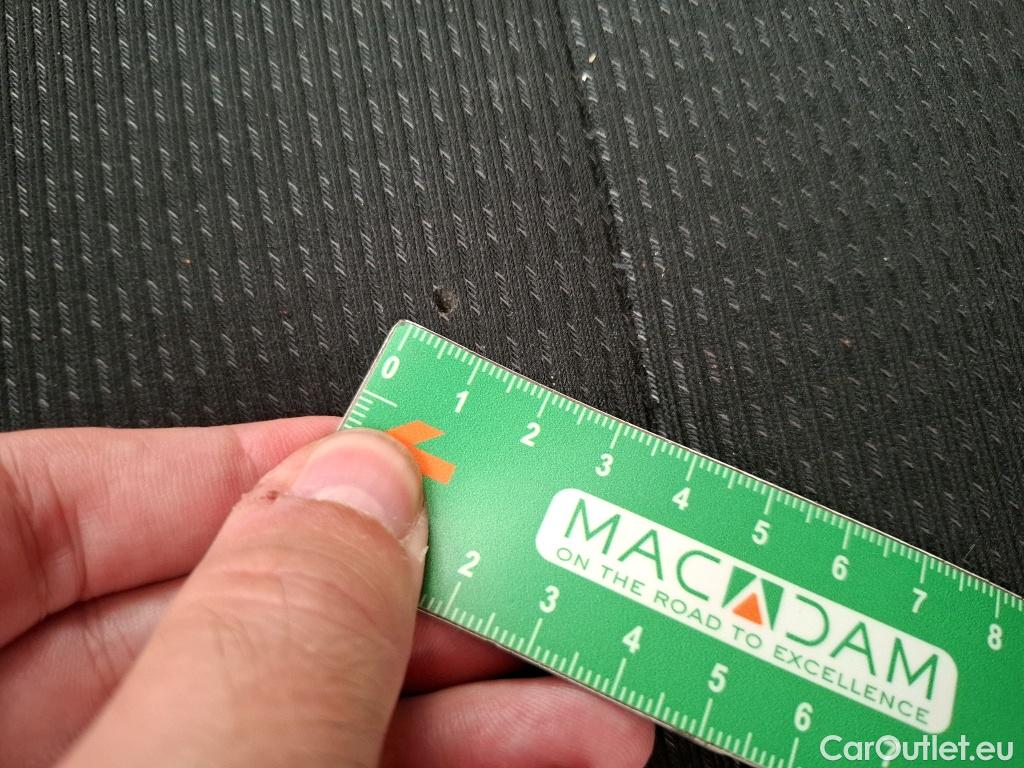 0 1 2 3 4 5 6 7 8
MACADAM
ON THE ROAD TO EXCELLENCE
2 3 4 5 6
CarOutlet.eu